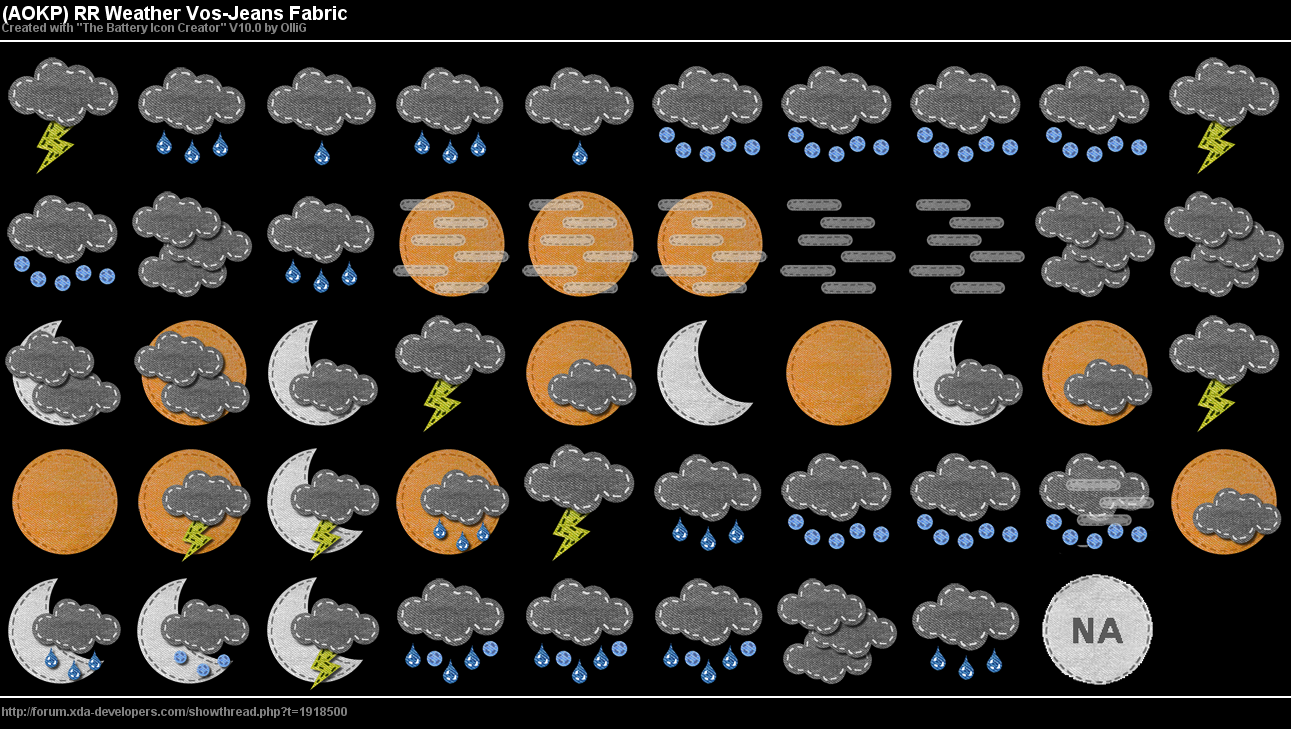 (AOKP) RR Weather Vos-Jeans Fabric
Created with "The Battery Icon Creator" V10.0 by OlliG
NA
http://forum.xda-developers.com/showthread.php?t=1918500